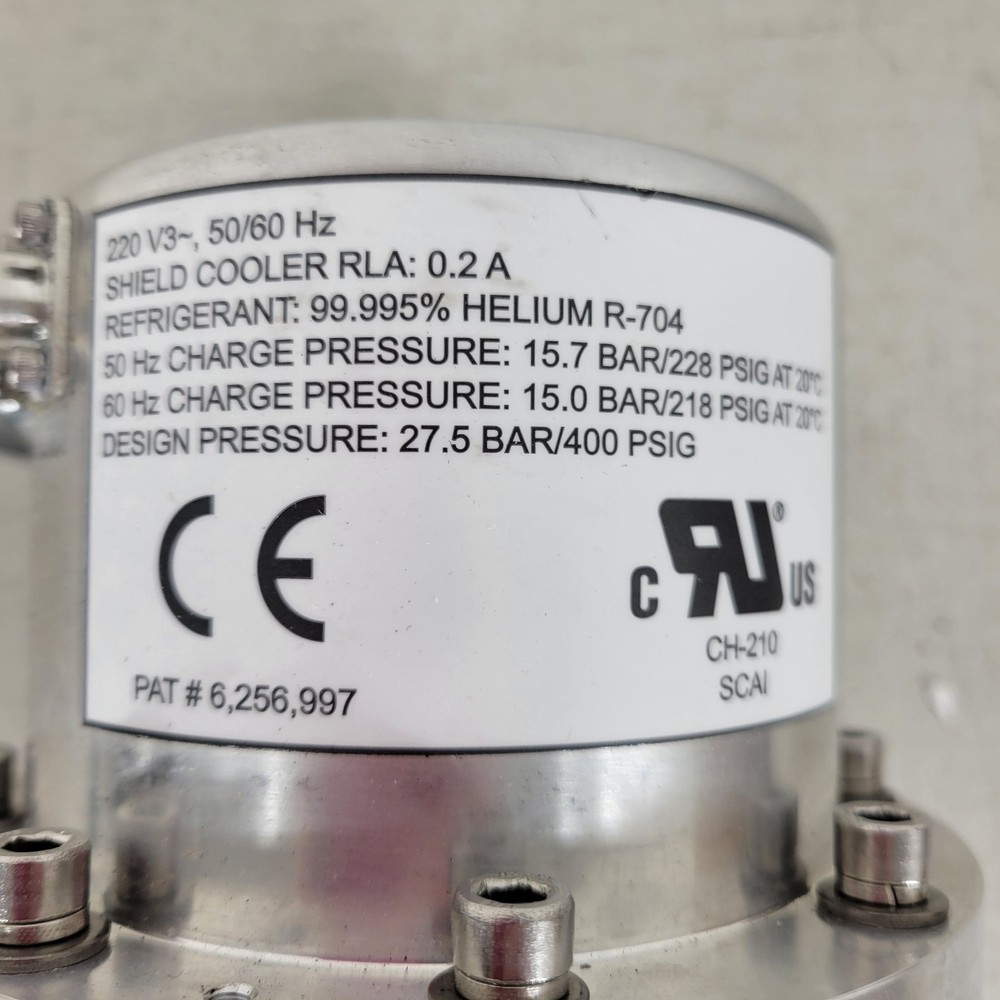 220 V3~, 50/60 Hz
SHIELD COOLER RLA: 0.2 A
REFRIGERANT: 99.995% HELIUM R-704
50 Hz CHARGE PRESSURE: 15.7 BAR/228 PSIG AT 20°C
60 Hz CHARGE PRESSURE: 15.0 BAR/218 PSIG AT 20°C
DESIGN PRESSURE: 27.5 BAR/400 PSIG
CE
C RU® US
CH-210
SCAI
PAT # 6,256,997